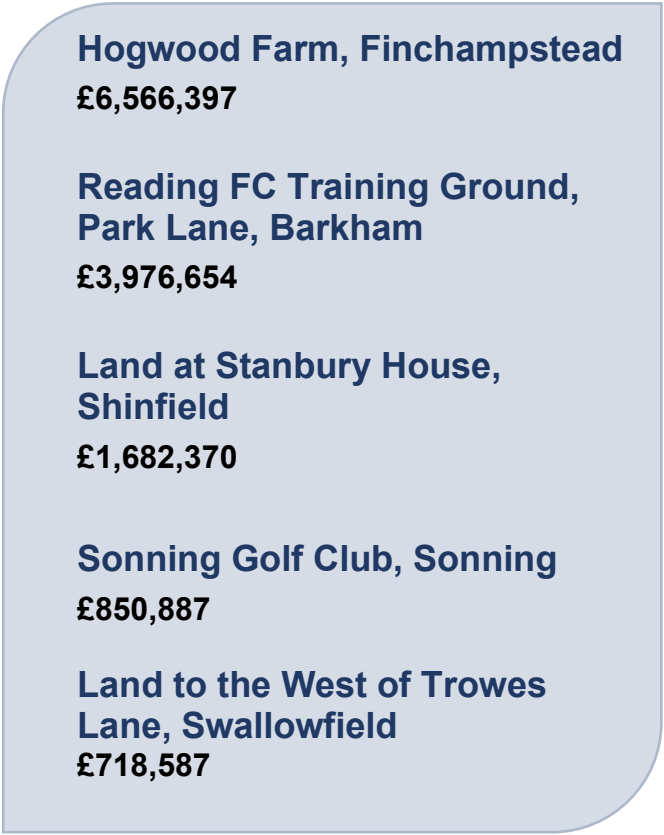 Hogwood Farm, Finchampstead
£6,566,397
Reading FC Training Ground,
Park Lane, Barkham
£3,976,654
Land at Stanbury House,
Shinfield
£1,682,370
Sonning Golf Club, Sonning
£850,887
Land to the West of Trowes
Lane, Swallowfield
£718,587